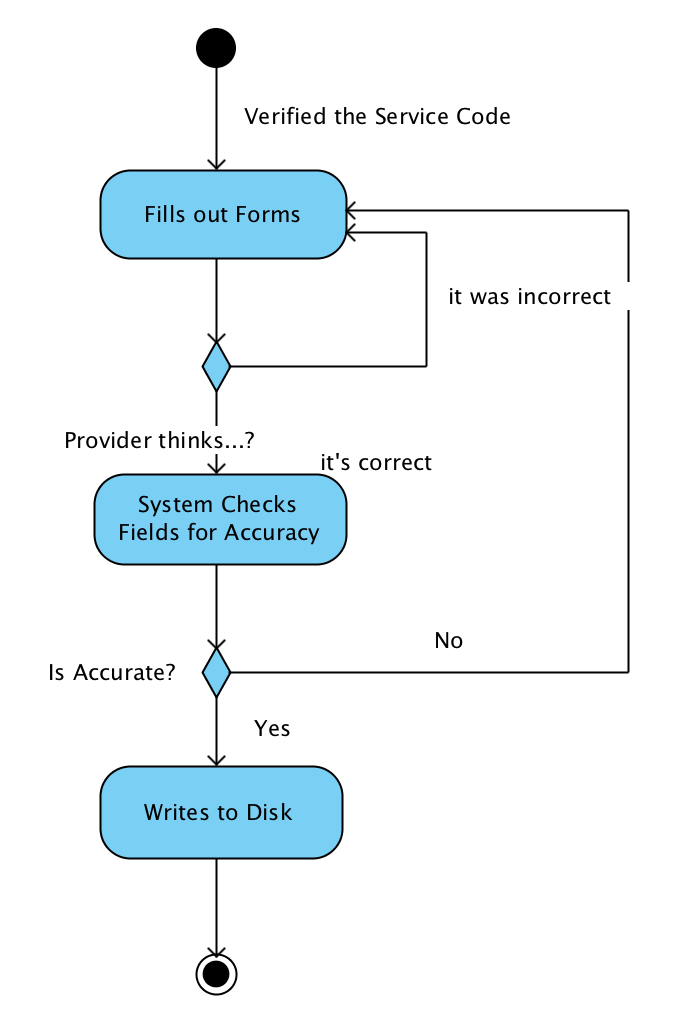 Verified the Service Code
Fills out Forms
it was incorrect
Provider thinks...?
it's correct
System Checks
Fields for Accuracy
No
Is Accurate?
Yes
Writes to Disk